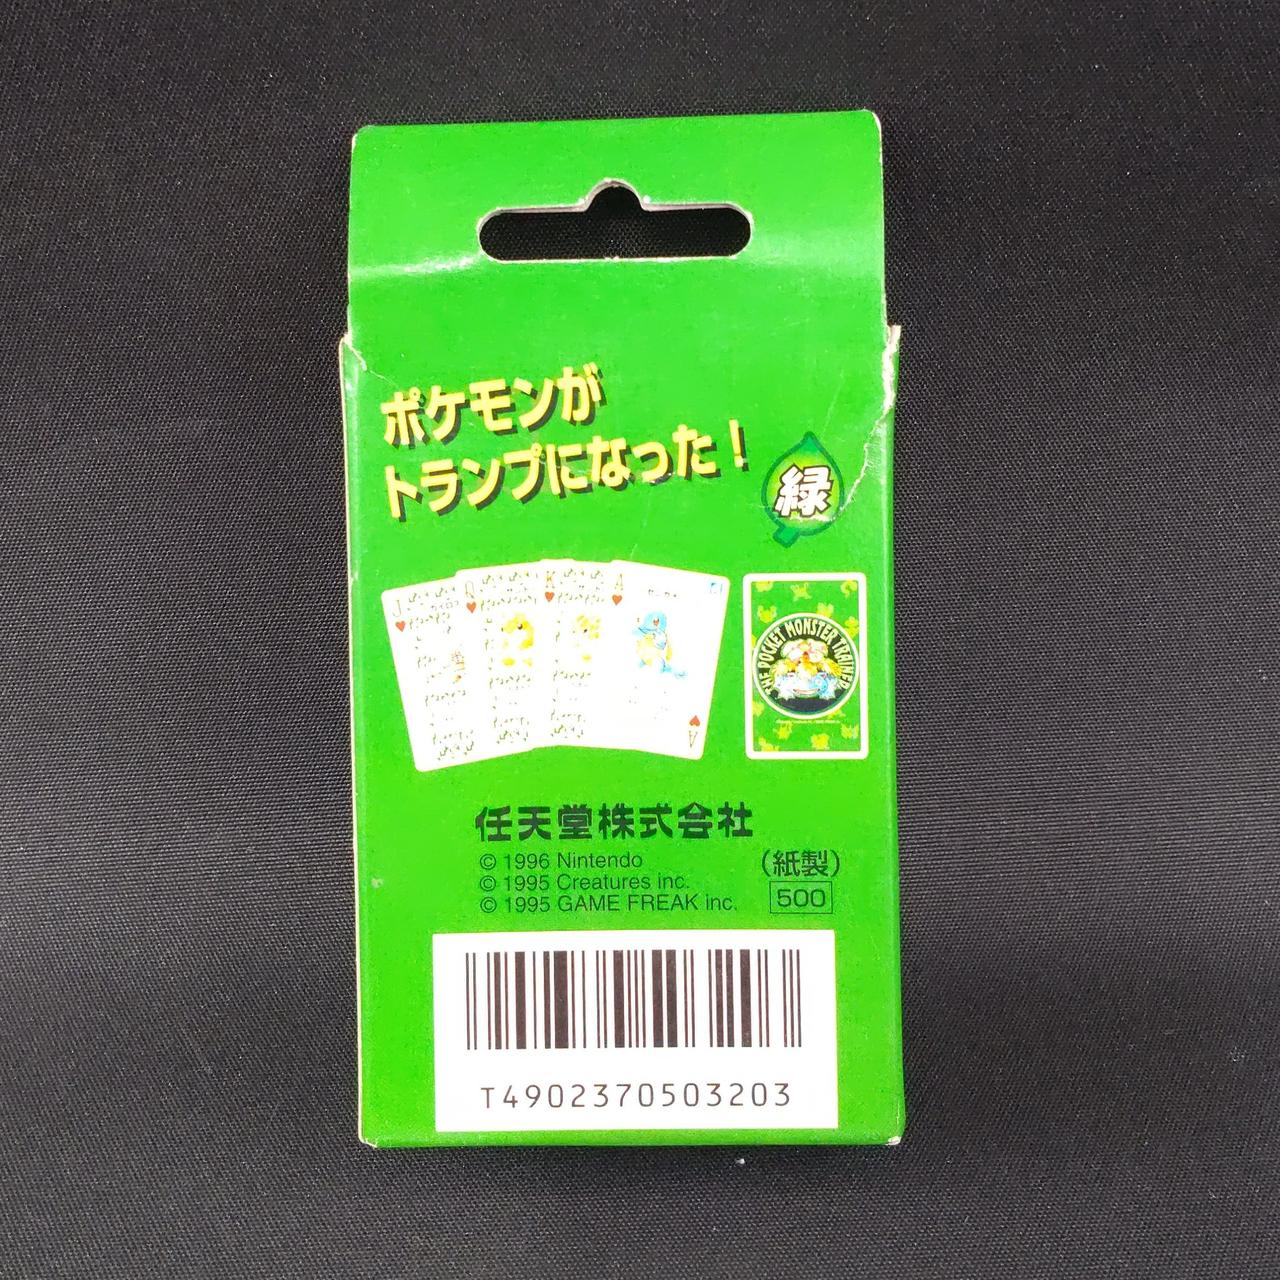 ポケモンが
トランプになった！
緑
J
Q
K
A
THE POCKET MONSTER TRAINER
A
任天堂株式会社
© 1996 Nintendo
© 1995 Creatures inc.
© 1995 GAME FREAK inc.
（紙製）
500
T4902370503203